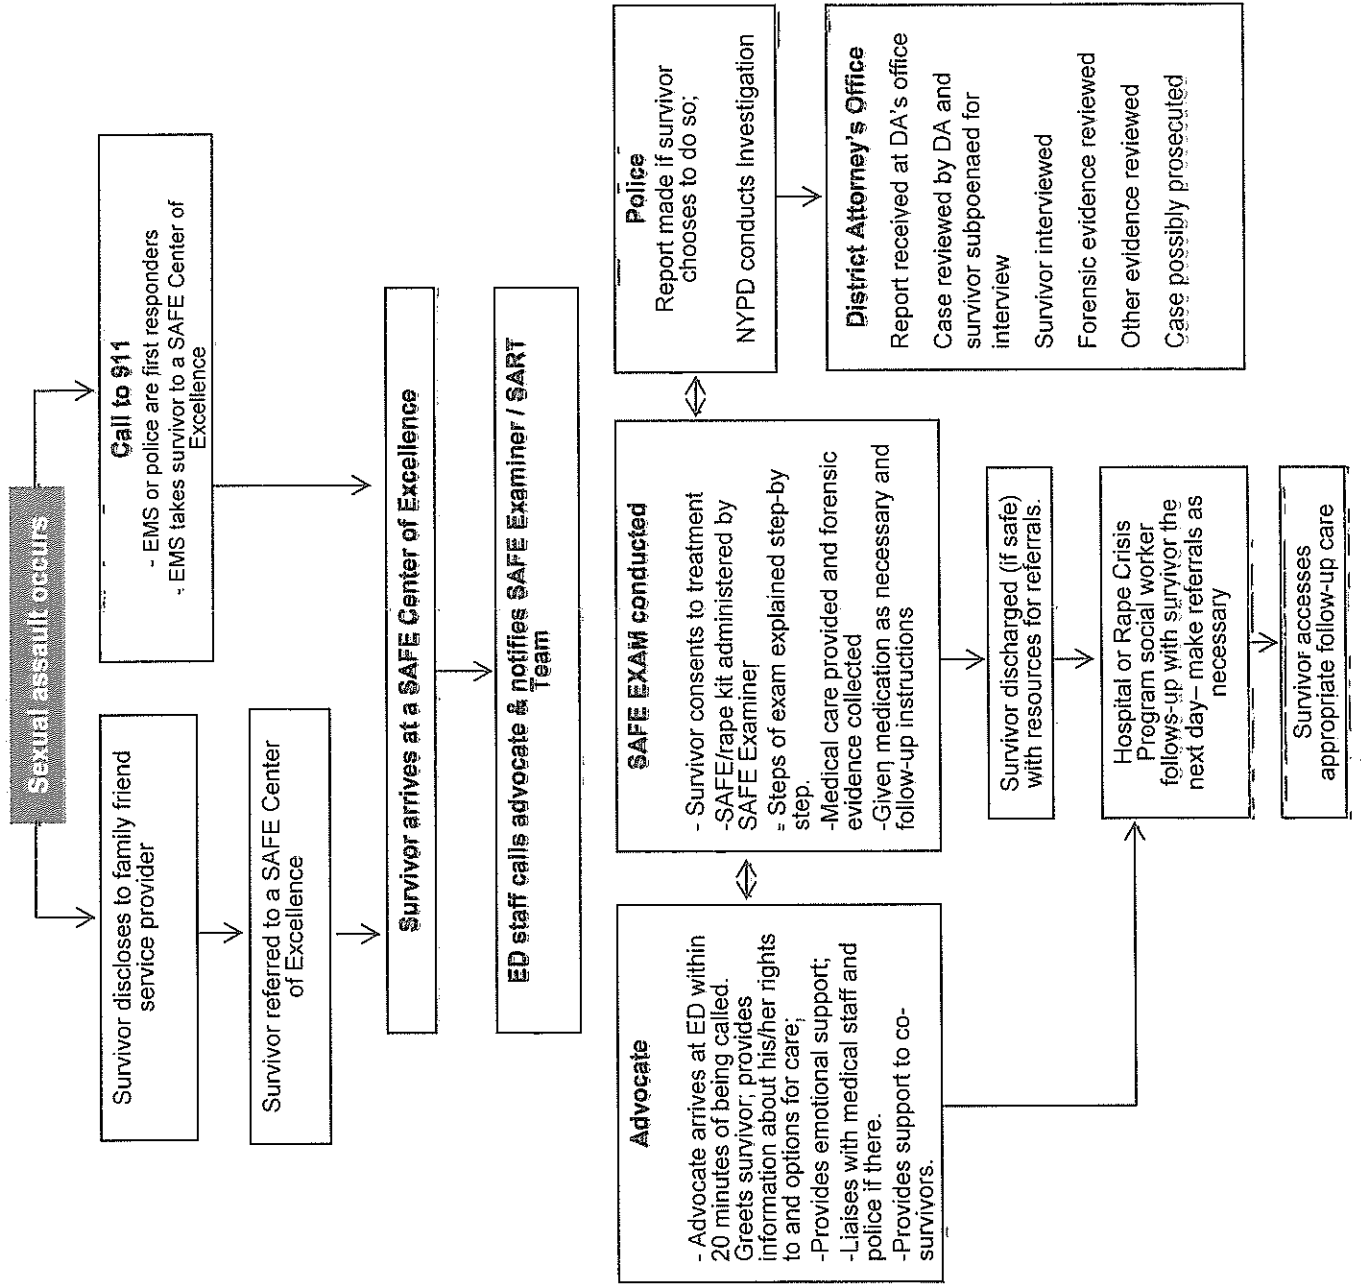 Sexual assault occurs
Survivor discloses to family friend
service provider
Survivor referred to a SAFE Center
of Excellence
Call to 911
- EMS or police are first responders
- EMS takes survivor to a SAFE Center of
Excellence
Survivor arrives at a SAFE Center of Excellence
ED staff calls advocate & notifies SAFE Examiner / SART
Team
Advocate
- Advocate arrives at ED within
20 minutes of being called.
Greets survivor; provides
information about his/her rights
to and options for care;
-Provides emotional support;
-Liaises with medical staff and
police if there.
-Provides support to co-
survivors.
SAFE EXAM conducted
- Survivor consents to treatment
-SAFE/rape kit administered by
SAFE Examiner
- Steps of exam explained step-by
step.
-Medical care provided and forensic
evidence collected
-Given medication as necessary and
follow-up instructions
Police
Report made if survivor
chooses to do so;
NYPD conducts Investigation
District Attorney's Office
Report received at DA's office
Case reviewed by DA and
survivor subpoenaed for
interview
Survivor interviewed
Forensic evidence reviewed
Other evidence reviewed
Case possibly prosecuted
Survivor discharged (if safe)
with resources for referrals.
Hospital or Rape Crisis
Program social worker
follows-up with survivor the
next day– make referrals as
necessary
Survivor accesses
appropriate follow-up care